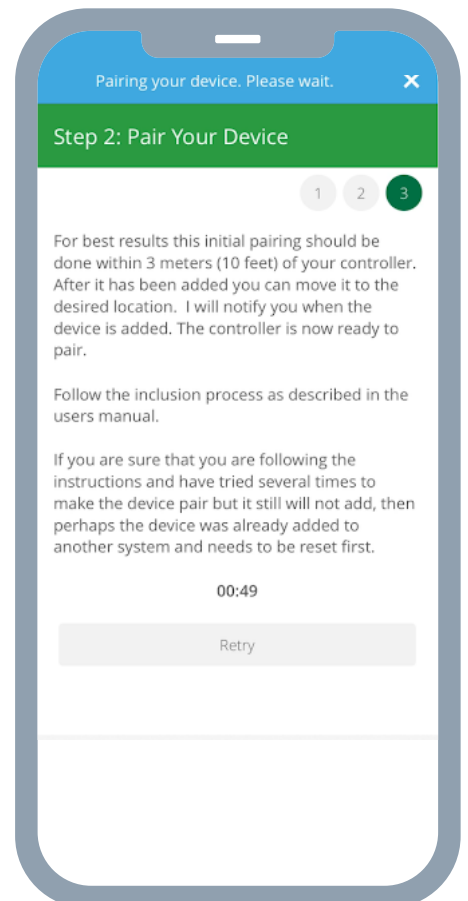 Pairing your device. Please wait. ×
Step 2: Pair Your Device
1 2 3
For best results this initial pairing should be
done within 3 meters (10 feet) of your controller.
After it has been added you can move it to the
desired location.  I will notify you when the
device is added. The controller is now ready to
pair.
Follow the inclusion process as described in the
users manual.
If you are sure that you are following the
instructions and have tried several times to
make the device pair but it still will not add, then
perhaps the device was already added to
another system and needs to be reset first.
00:49
Retry